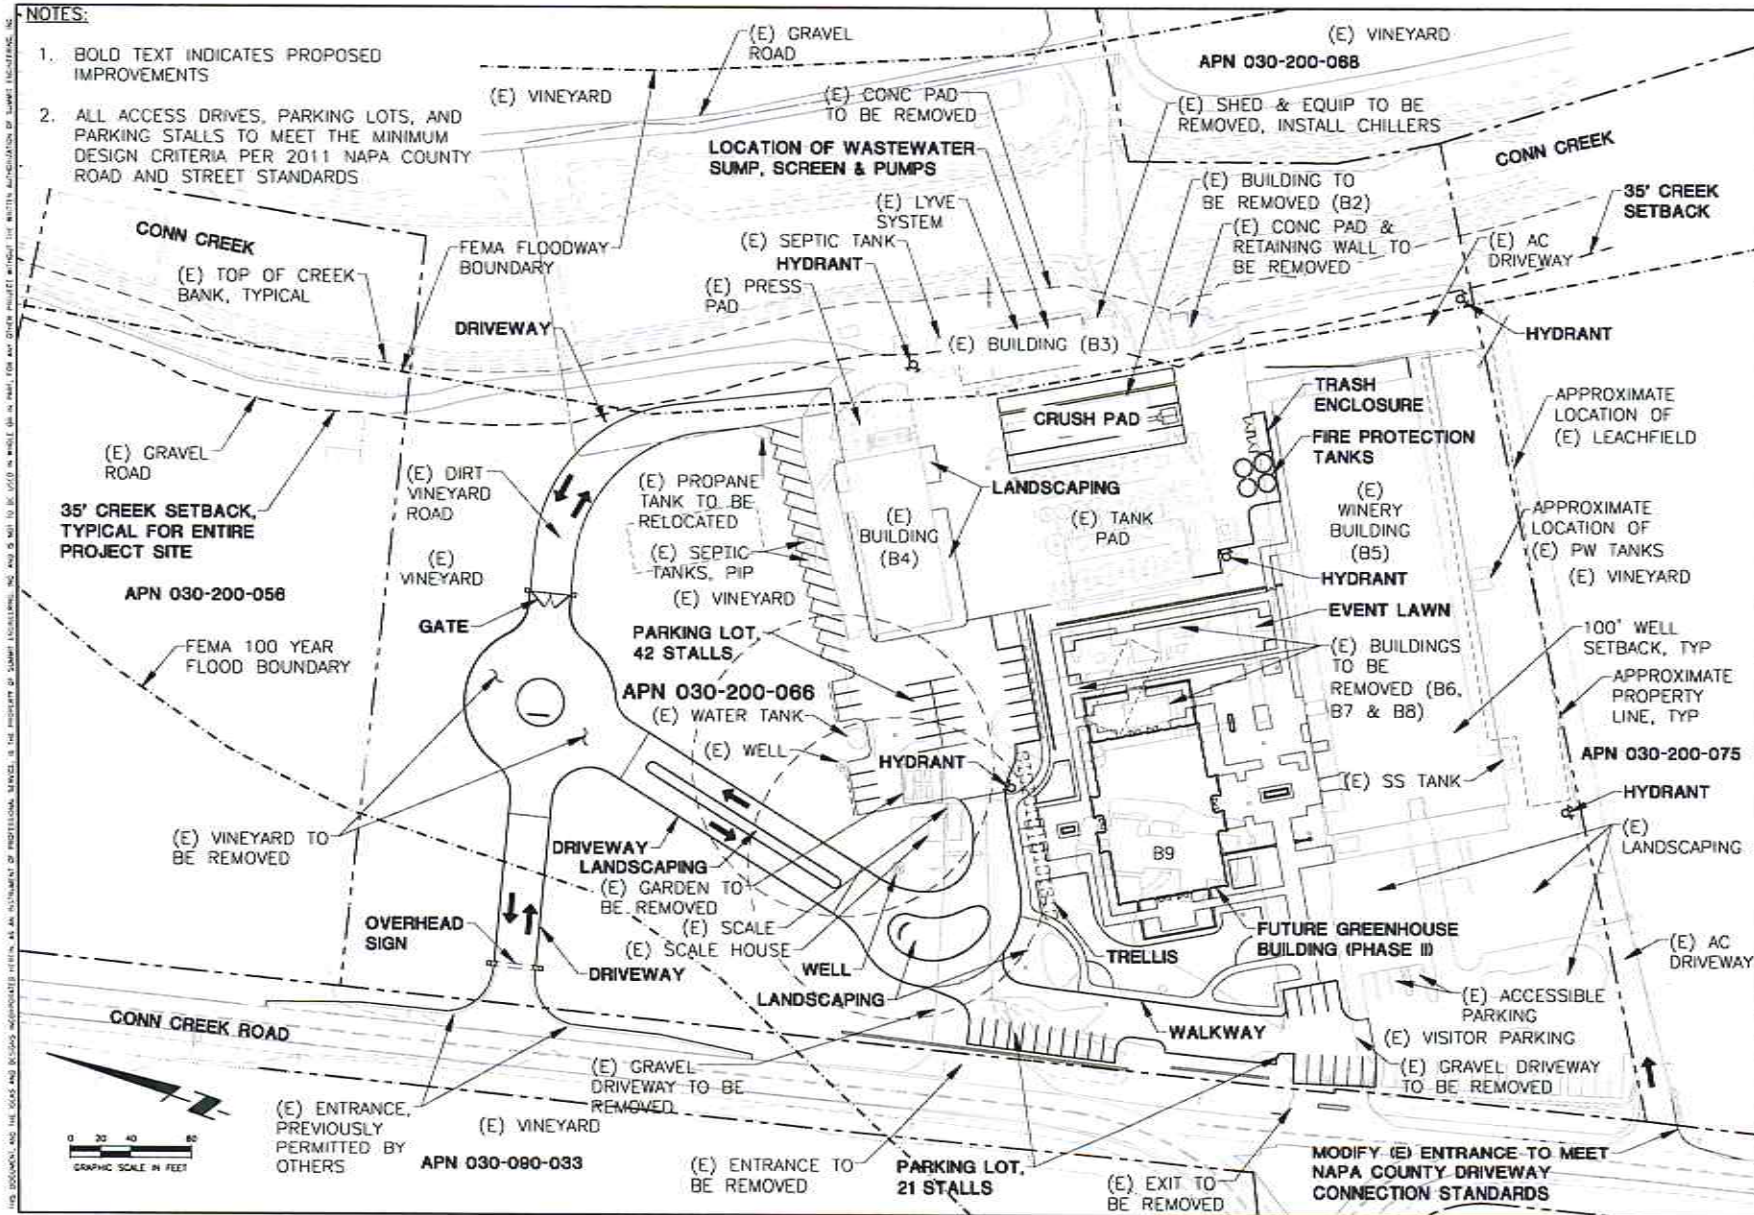 NOTES:
1. BOLD TEXT INDICATES PROPOSED
IMPROVEMENTS
2. ALL ACCESS DRIVES, PARKING LOTS, AND
PARKING STALLS TO MEET THE MINIMUM
DESIGN CRITERIA PER 2011 NAPA COUNTY
ROAD AND STREET STANDARDS
(E) GRAVEL
ROAD
(E) VINEYARD
APN 030-200-068
(E) VINEYARD
(E) CONC PAD
TO BE REMOVED
(E) SHED & EQUIP TO BE
REMOVED, INSTALL CHILLERS
LOCATION OF WASTEWATER
SUMP, SCREEN & PUMPS
CONN CREEK
(E) BUILDING TO
BE REMOVED (B2)
35' CREEK
SETBACK
(E) LYVE
SYSTEM
(E) CONC PAD &
RETAINING WALL TO
BE REMOVED
(E) AC
DRIVEWAY
CONN CREEK
FEMA FLOODWAY
BOUNDARY
(E) SEPTIC TANK
HYDRANT
(E) TOP OF CREEK
BANK, TYPICAL
(E) PRESS
PAD
DRIVEWAY
(E) BUILDING (B3)
HYDRANT
TRASH
ENCLOSURE
APPROXIMATE
LOCATION OF
(E) LEACHFIELD
CRUSH PAD
FIRE PROTECTION
TANKS
(E) GRAVEL
ROAD
(E) DIRT
VINEYARD
ROAD
(E) PROPANE
TANK TO BE
RELOCATED
LANDSCAPING
35' CREEK SETBACK,
TYPICAL FOR ENTIRE
PROJECT SITE
(E)
BUILDING
(B4)
(E) TANK
PAD
(E)
WINERY
BUILDING
(B5)
APPROXIMATE
LOCATION OF
(E) PW TANKS
(E)
VINEYARD
(E) SEPTIC
TANKS, PIP
(E) VINEYARD
HYDRANT
(E) VINEYARD
APN 030-200-056
GATE
EVENT LAWN
PARKING LOT,
42 STALLS
100' WELL
SETBACK, TYP
FEMA 100 YEAR
FLOOD BOUNDARY
(E) BUILDINGS
TO BE
REMOVED (B6,
B7 & B8)
APPROXIMATE
PROPERTY
LINE, TYP
APN 030-200-066
(E) WATER TANK
(E) WELL
HYDRANT
APN 030-200-075
(E) SS TANK
HYDRANT
(E) VINEYARD TO
BE REMOVED
(E)
LANDSCAPING
DRIVEWAY
LANDSCAPING
B9
(E) GARDEN TO
BE REMOVED
(E) SCALE
(E) SCALE HOUSE
OVERHEAD
SIGN
FUTURE GREENHOUSE
BUILDING (PHASE II)
TRELLIS
(E) AC
DRIVEWAY
DRIVEWAY
WELL
LANDSCAPING
(E) ACCESSIBLE
PARKING
CONN CREEK ROAD
WALKWAY
(E) VISITOR PARKING
(E) GRAVEL
DRIVEWAY TO BE
REMOVED
(E) GRAVEL DRIVEWAY
TO BE REMOVED
(E) ENTRANCE,
PREVIOUSLY
PERMITTED BY
OTHERS
(E) VINEYARD
APN 030-090-033
0 20 40 80
GRAPHIC SCALE IN FEET
(E) ENTRANCE TO
BE REMOVED
PARKING LOT,
21 STALLS
(E) EXIT TO
BE REMOVED
MODIFY (E) ENTRANCE TO MEET
NAPA COUNTY DRIVEWAY
CONNECTION STANDARDS